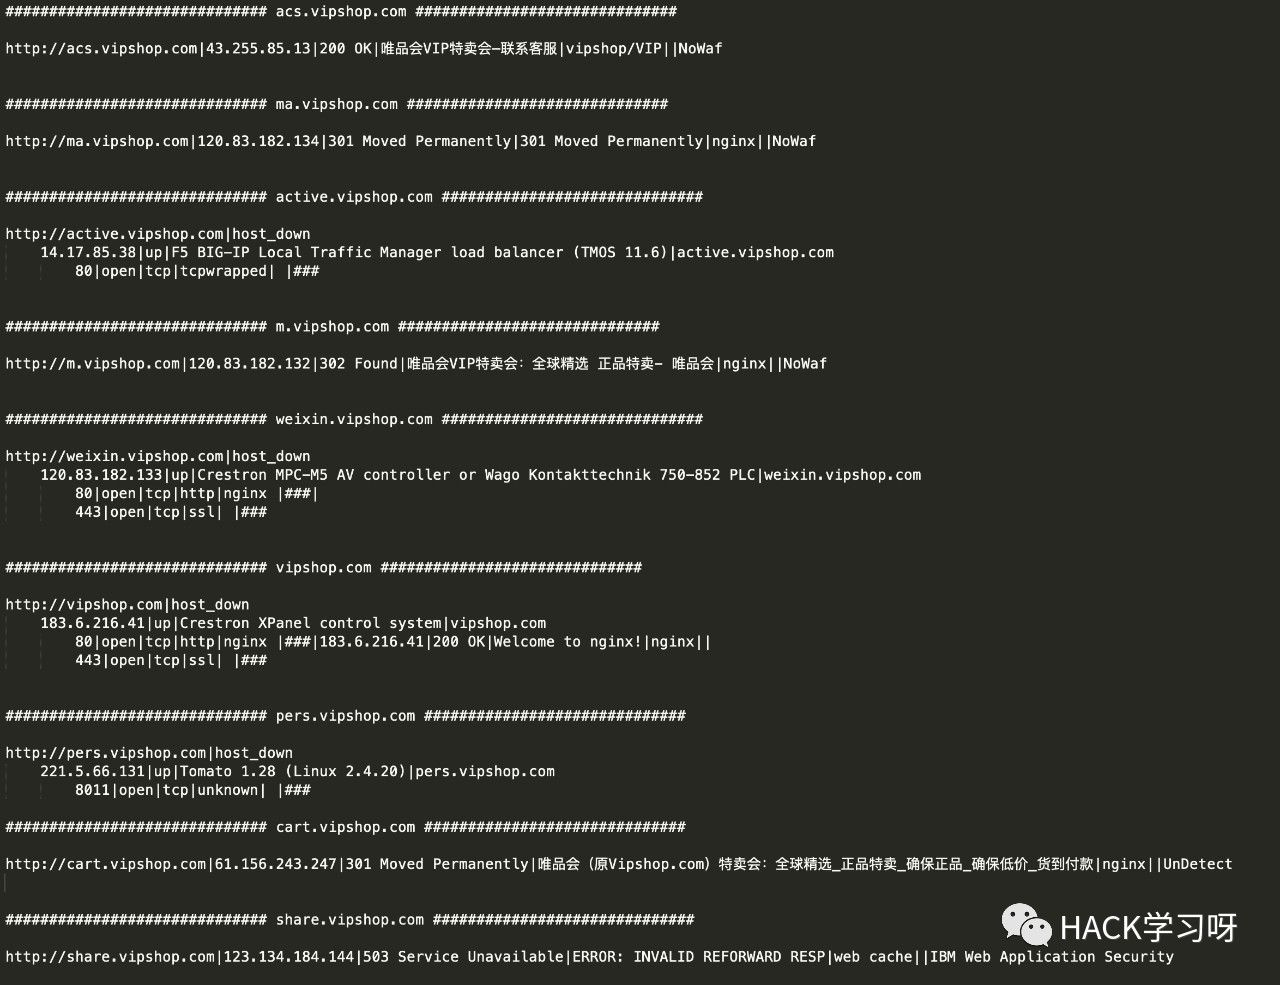 ############################## acs.vipshop.com ##############################
http://acs.vipshop.com|43.255.85.13|200 OK|唯品会VIP特卖会—联系客服|vipshop/VIP||NoWaf
############################## ma.vipshop.com ##############################
http://ma.vipshop.com|120.83.182.134|301 Moved Permanently|301 Moved Permanently|nginx||NoWaf
############################## active.vipshop.com ##############################
http://active.vipshop.com|host_down
14.17.85.38|up|F5 BIG-IP Local Traffic Manager load balancer (TMOS 11.6)|active.vipshop.com
80|open|tcp|tcpwrapped| |###
############################## m.vipshop.com ##############################
http://m.vipshop.com|120.83.182.132|302 Found|唯品会VIP特卖会：全球精选 正品特卖- 唯品会|nginx||NoWaf
############################## weixin.vipshop.com ##############################
http://weixin.vipshop.com|host_down
120.83.182.133|up|Crestron MPC-M5 AV controller or Wago Kontakttechnik 750-852 PLC|weixin.vipshop.com
80|open|tcp|http|nginx |###|
443|open|tcp|ssl| |###
############################## vipshop.com ##############################
http://vipshop.com|host_down
183.6.216.41|up|Crestron XPanel control system|vipshop.com
80|open|tcp|http|nginx |###|183.6.216.41|200 OK|Welcome to nginx!|nginx||
443|open|tcp|ssl| |###
############################## pers.vipshop.com ##############################
http://pers.vipshop.com|host_down
221.5.66.131|up|Tomato 1.28 (Linux 2.4.20)|pers.vipshop.com
8011|open|tcp|unknown| |###
############################## cart.vipshop.com ##############################
http://cart.vipshop.com|61.156.243.247|301 Moved Permanently|唯品会（原Vipshop.com）特卖会：全球精选_正品特卖_确保正品_确保低价_货到付款|nginx||UnDetect
############################## share.vipshop.com ##############################
HACK学习呀
http://share.vipshop.com|123.134.184.144|503 Service Unavailable|ERROR: INVALID REFORWARD RESP|web cache||IBM Web Application Security